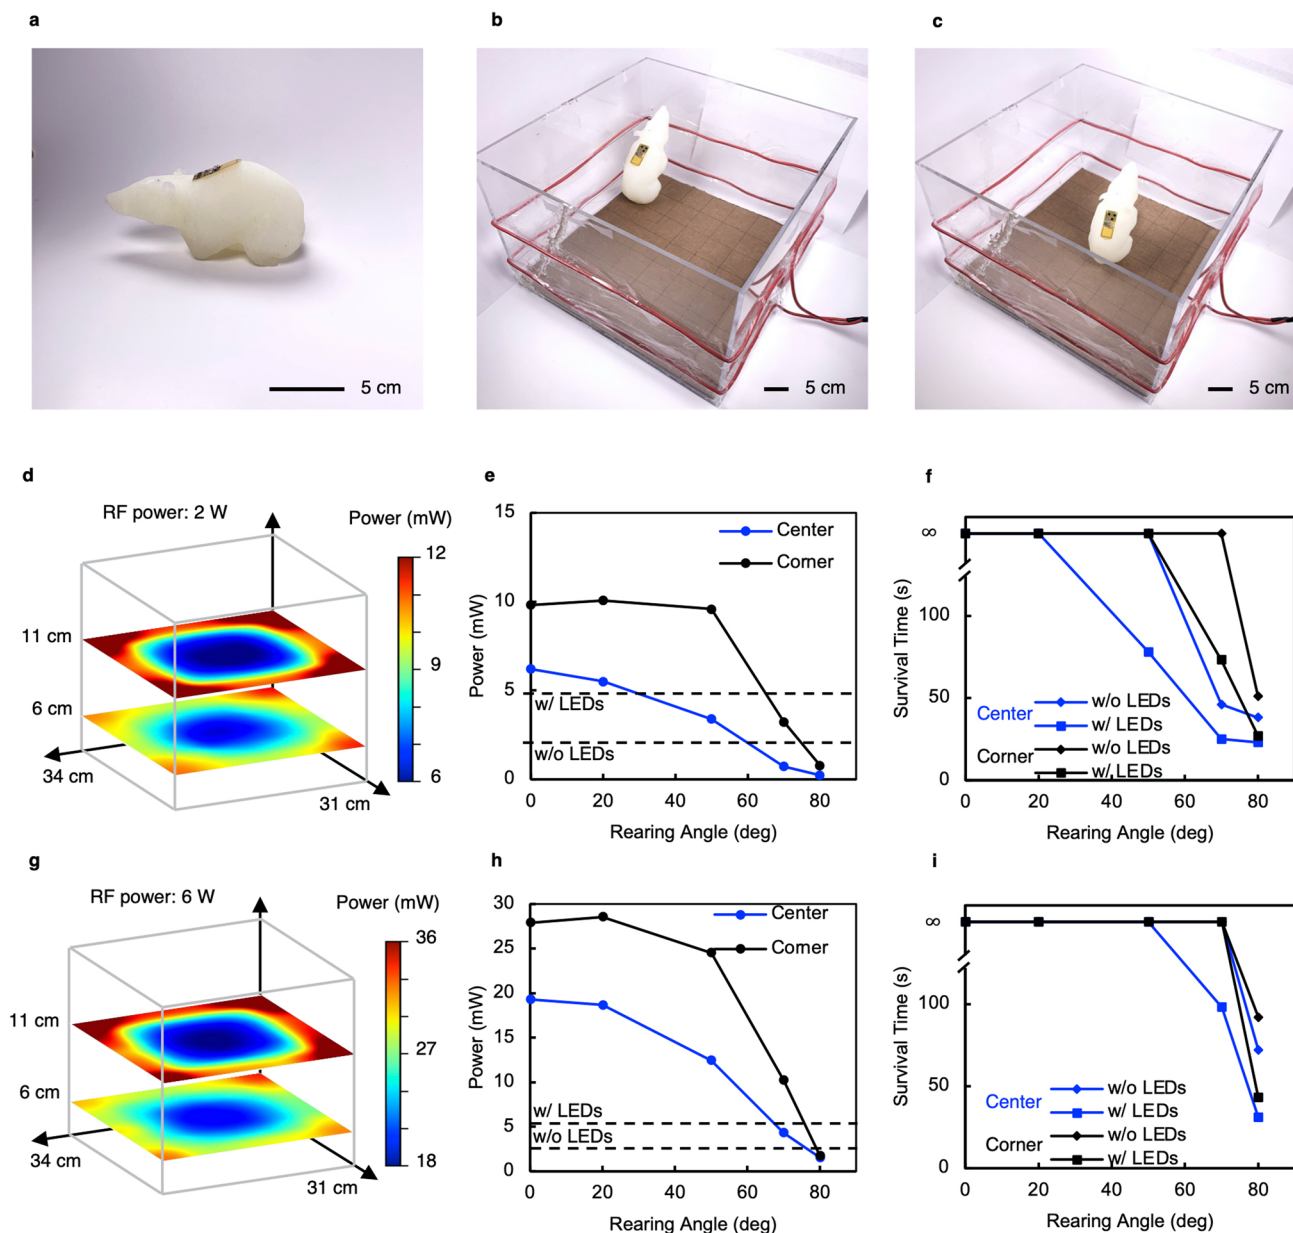 a
b
c
5 cm
5 cm
5 cm
d
e
f
RF power: 2 W
Power (mW)
12
9
6
11 cm
6 cm
34 cm
31 cm
15
10
5
0
Power (mW)
Center
Corner
w/ LEDs
w/o LEDs
0 20 40 60 80
Rearing Angle (deg)
∞
100
50
0
Survival Time (s)
Center
w/o LEDs
w/ LEDs
Corner
w/o LEDs
w/ LEDs
0 20 40 60 80
Rearing Angle (deg)
g
h
i
RF power: 6 W
Power (mW)
36
27
18
11 cm
6 cm
34 cm
31 cm
30
25
20
15
10
5
0
Power (mW)
Center
Corner
w/ LEDs
w/o LEDs
0 20 40 60 80
Rearing Angle (deg)
∞
100
50
0
Survival Time (s)
Center
w/o LEDs
w/ LEDs
Corner
w/o LEDs
w/ LEDs
0 20 40 60 80
Rearing Angle (deg)